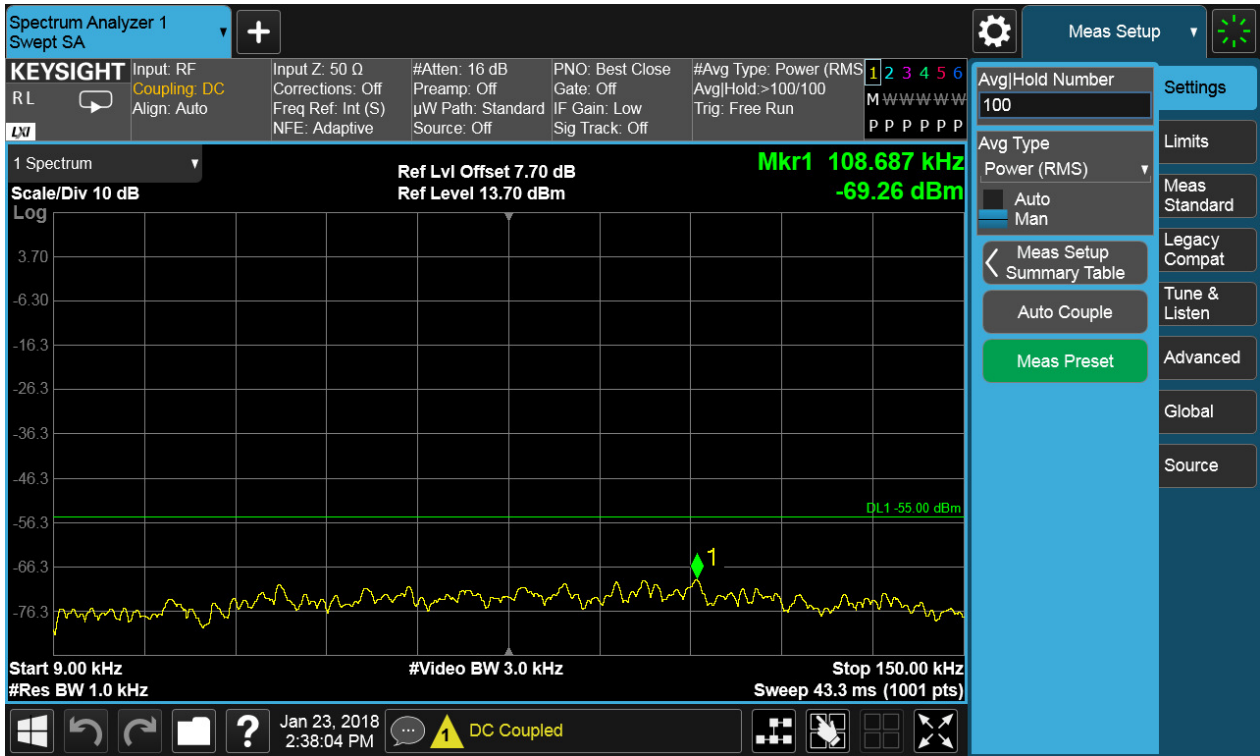 Spectrum Analyzer 1
Swept SA
+
Meas Setup
KEYSIGHT
RL
LXI
Input: RF
Coupling: DC
Align: Auto
Input Z: 50 Ω
Corrections: Off
Freq Ref: Int (S)
NFE: Adaptive
#Atten: 16 dB
Preamp: Off
µW Path: Standard
Source: Off
PNO: Best Close
Gate: Off
IF Gain: Low
Sig Track: Off
#Avg Type: Power (RMS
Avg|Hold:>100/100
Trig: Free Run
1 2 3 4 5 6
M W W W W W
P P P P P P
1 Spectrum
Scale/Div 10 dB
Ref Lvl Offset 7.70 dB
Ref Level 13.70 dBm
Mkr1 108.687 kHz
-69.26 dBm
Log
3.70
-6.30
-16.3
-26.3
-36.3
-46.3
-56.3
-66.3
-76.3
DL1 -55.00 dBm
1
Start 9.00 kHz
#Res BW 1.0 kHz
#Video BW 3.0 kHz
Stop 150.00 kHz
Sweep 43.3 ms (1001 pts)
Avg|Hold Number
100
Avg Type
Power (RMS)
Auto
Man
Meas Setup
Summary Table
Auto Couple
Meas Preset
Settings
Limits
Meas
Standard
Legacy
Compat
Tune &
Listen
Advanced
Global
Source
?
Jan 23, 2018
2:38:04 PM
1
DC Coupled